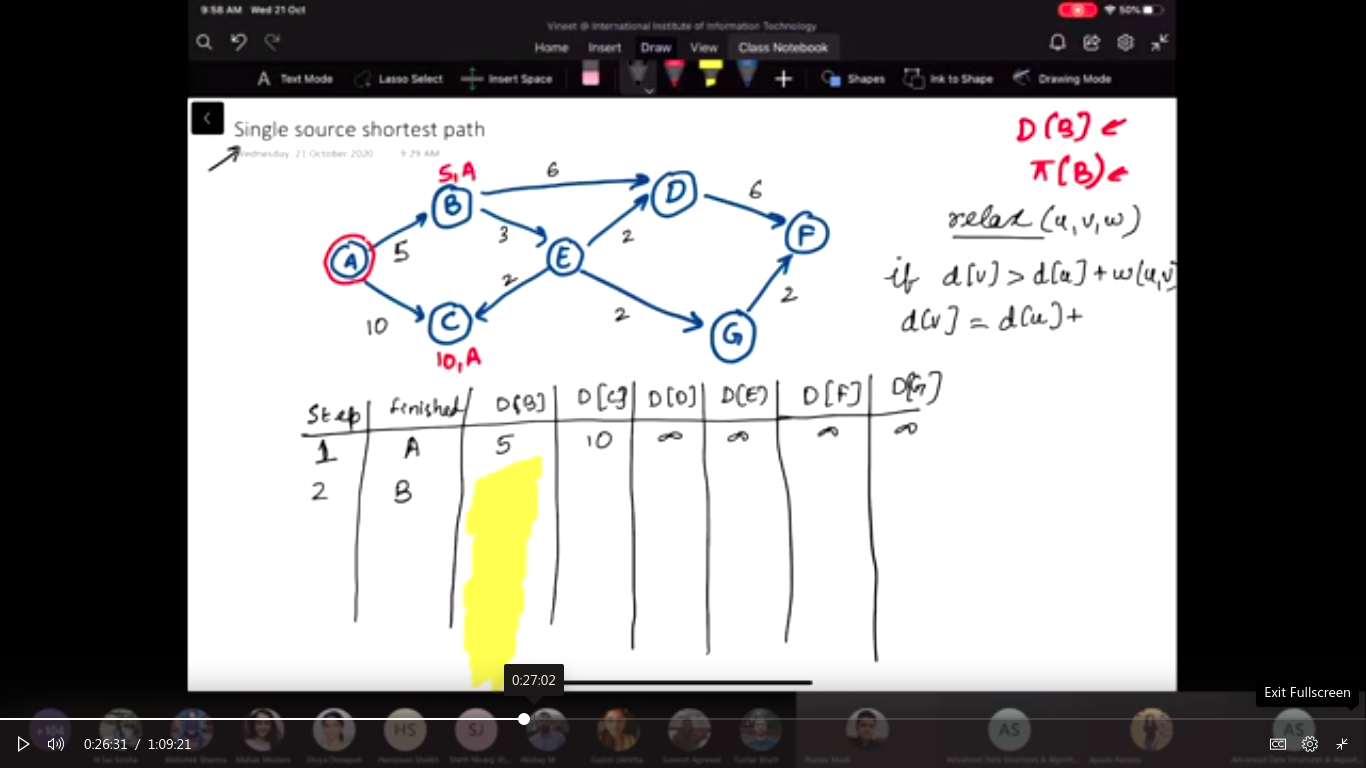 9:58 AM Wed 21 Oct
50%
Vineet @ International Institute of Information Technology
Home Insert Draw View Class Notebook
Text Mode Lasso Select Insert Space Shapes Ink to Shape Drawing Mode
Single source shortest path
Wednesday, 21 October 2020 9:29 AM
D[B] ←
π(B) ←
relax (u,v,w)
if d[v] > d[u] + w(u,v)
d[v] = d[u] +
5,A
B
6
D
6
F
A
5
3
E
2
2
10
C
2
G
2
10,A
Step finished D[B] D[C] D[D] D[E] D[F] D[G]
1 A 5 10 ∞ ∞ ∞ ∞
2 B
0:27:02
Exit Fullscreen
HS SJ AS AS
0:26:31 / 1:09:21
CC